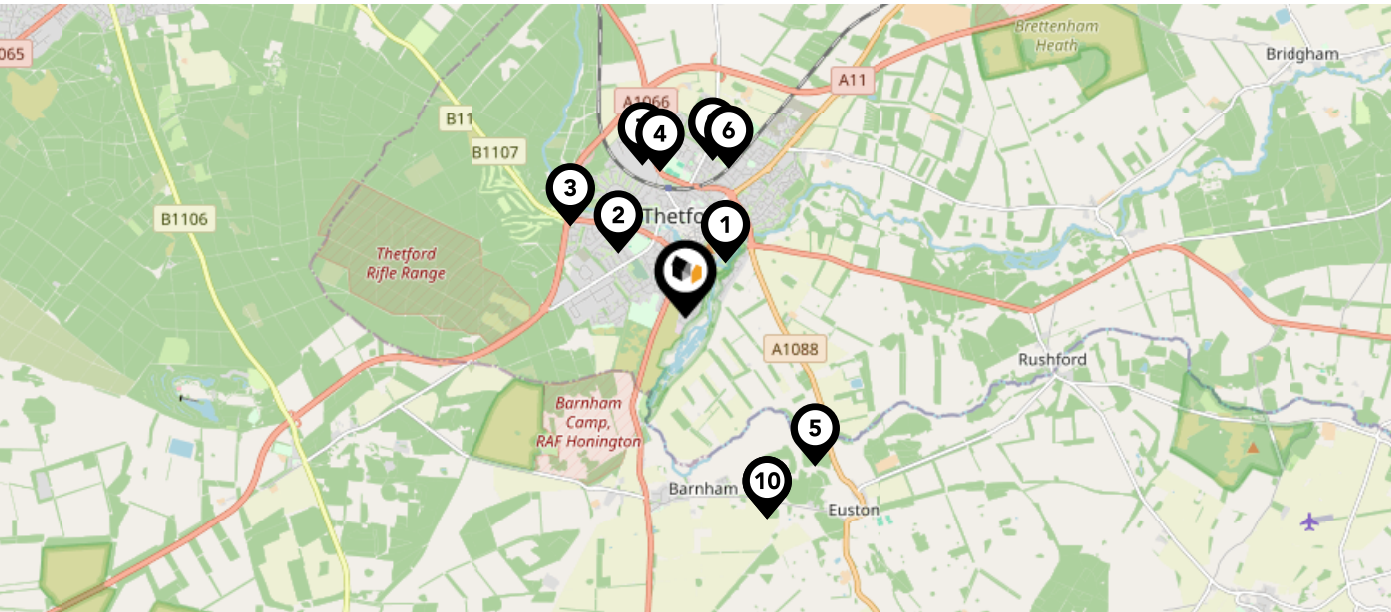 Brettenham
Heath
Bridgham
065
A11
A1066
B11
4
6
B1107
3
2
Thetfo
1
B1106
Thetford
Rifle Range
A1088
Rushford
Barnham
Camp,
RAF Honington
5
10
Barnham
Euston